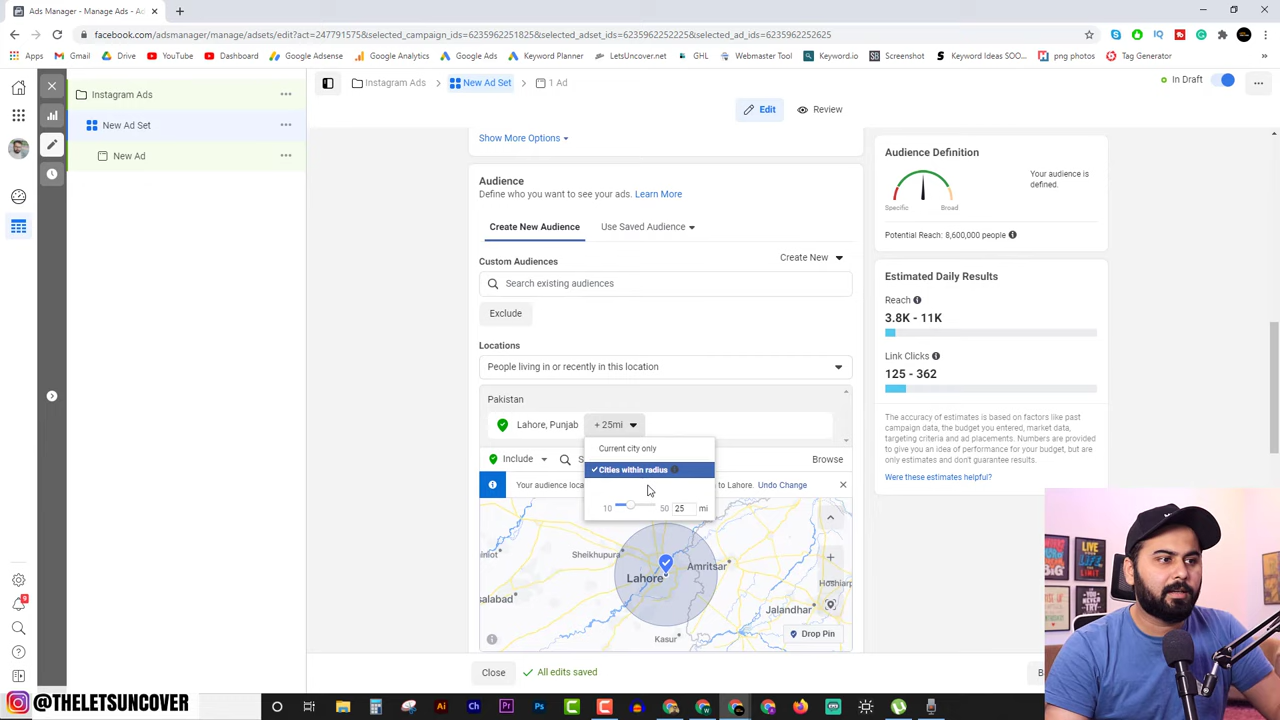 Ads Manager - Manage Ads - Ad
facebook.com/adsmanager/manage/adsets/edit?act=247791575&selected_campaign_ids=6235962251825&selected_adset_ids=6235962252225&selected_ad_ids=6235962252625
Apps Gmail Drive YouTube Dashboard Google Adsense Google Analytics Keyword Planner LetsUncover.net GHL Webmaster Tool Keyword.io Screenshot Keyword Ideas SOO... png photos Tag Generator
Instagram Ads
New Ad Set
New Ad
Instagram Ads New Ad Set 1 Ad
In Draft
Edit Review
Show More Options
Audience
Define who you want to see your ads. Learn More
Create New Audience Use Saved Audience
Custom Audiences Create New
Search existing audiences
Exclude
Locations
People living in or recently in this location
Pakistan
Lahore, Punjab + 25mi
Current city only
Cities within radius
10 50 25 mi
Include Browse
Your audience loca to Lahore. Undo Change
Sheikhupura
Amritsar
Lahore
Hoshiarp
Jalandhar
Kasur
Drop Pin
Close All edits saved
Audience Definition
Your audience is
defined.
Specific Broad
Potential Reach: 8,600,000 people
Estimated Daily Results
Reach
3.8K - 11K
Link Clicks
125 - 362
The accuracy of estimates is based on factors like past
campaign data, the budget you entered, market data,
targeting criteria and ad placements. Numbers are provided
to give you an idea of performance for your budget, but are
only estimates and don't guarantee results.
Were these estimates helpful?
@THELETSUNCOVER